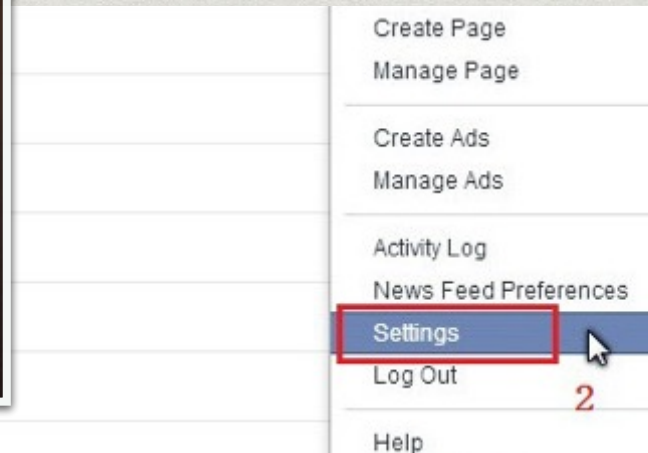 Create Page
Manage Page
Create Ads
Manage Ads
Activity Log
News Feed Preferences
Settings
Log Out
2
Help